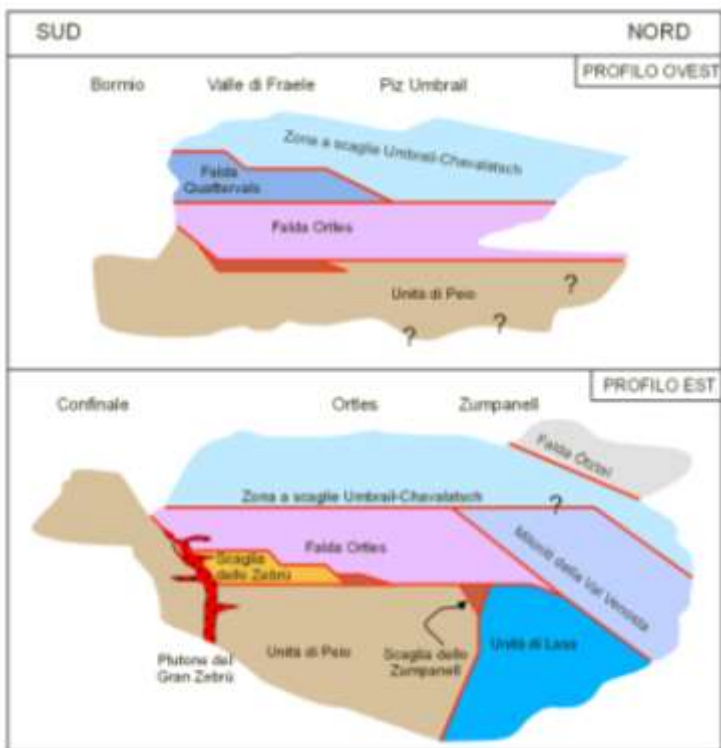 SUD
NORD
PROFILO OVEST
Bormio
Valle di Fraele
Piz Umbrail
Zona a scaglie Umbrail-Chavalatsch
Falda
Quattervals
Falda Ortles
Unità di Peio
?
?
?
PROFILO EST
Confinale
Ortles
Zumpanell
Falda Ötztal
Zona a scaglie Umbrail-Chavalatsch
?
Falda Ortles
Miloniti della Val Venosta
Scaglia
dello Zebrù
Unità di Peio
Scaglia dello
Zumpanell
Unità di Lasa
Plutone del
Gran Zebrù